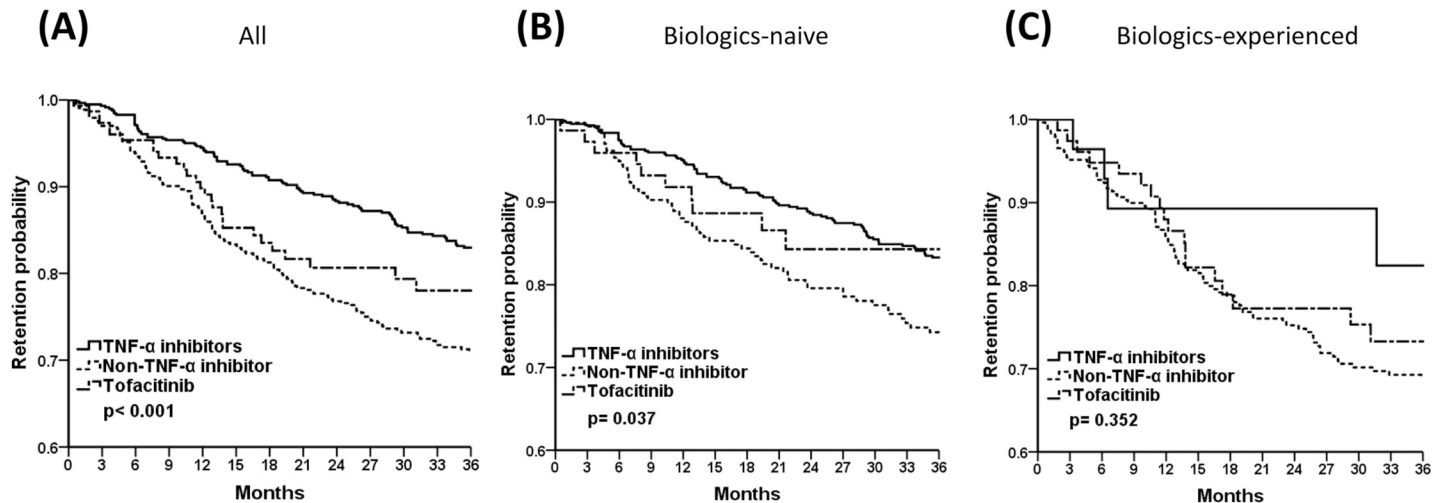 (A) All
(B) Biologics-naive
(C) Biologics-experienced
Retention probability
1.0
0.9
0.8
0.7
0.6
TNF-α inhibitors
Non-TNF-α inhibitor
Tofacitinib
p< 0.001
0 3 6 9 12 15 18 21 24 27 30 33 36
Months
Retention probability
1.0
0.9
0.8
0.7
0.6
TNF-α inhibitors
Non-TNF-α inhibitor
Tofacitinib
p= 0.037
0 3 6 9 12 15 18 21 24 27 30 33 36
Months
Retention probability
1.0
0.9
0.8
0.7
0.6
TNF-α inhibitors
Non-TNF-α inhibitor
Tofacitinib
p= 0.352
0 3 6 9 12 15 18 21 24 27 30 33 36
Months